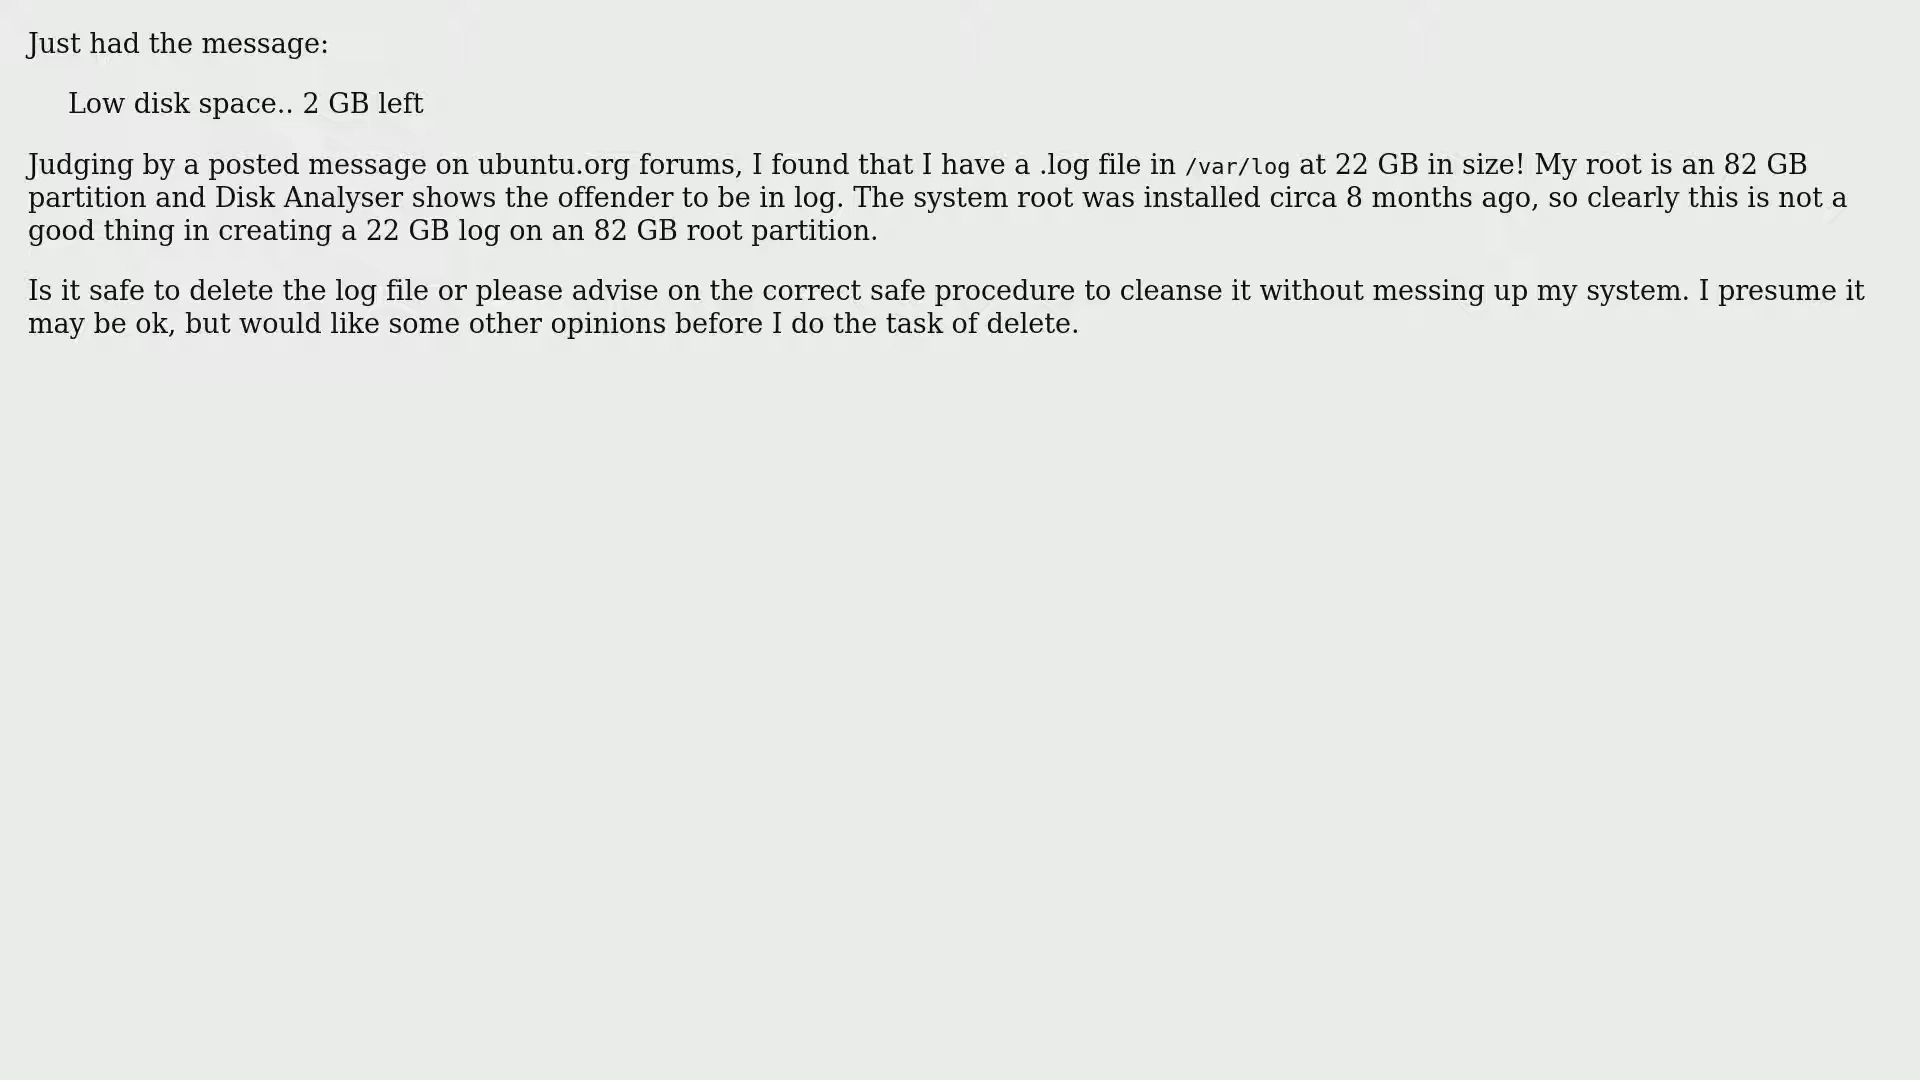 Just had the message:
Low disk space.. 2 GB left
Judging by a posted message on ubuntu.org forums, I found that I have a .log file in /var/log at 22 GB in size! My root is an 82 GB
partition and Disk Analyser shows the offender to be in log. The system root was installed circa 8 months ago, so clearly this is not a
good thing in creating a 22 GB log on an 82 GB root partition.
Is it safe to delete the log file or please advise on the correct safe procedure to cleanse it without messing up my system. I presume it
may be ok, but would like some other opinions before I do the task of delete.